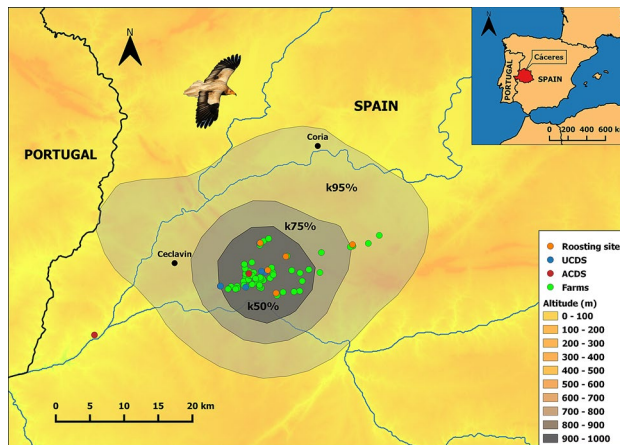 N
SPAIN
PORTUGAL
Coria
k95%
k75%
Ceclavin
k50%
0 5 10 15 20 km
N
PORTUGAL
Cáceres
SPAIN
0 200 400 600 km
Roosting site
UCDS
ACDS
Farms
Altitude (m)
0 - 100
100 - 200
200 - 300
300 - 400
400 - 500
500 - 600
600 - 700
700 - 800
800 - 900
900 - 1000